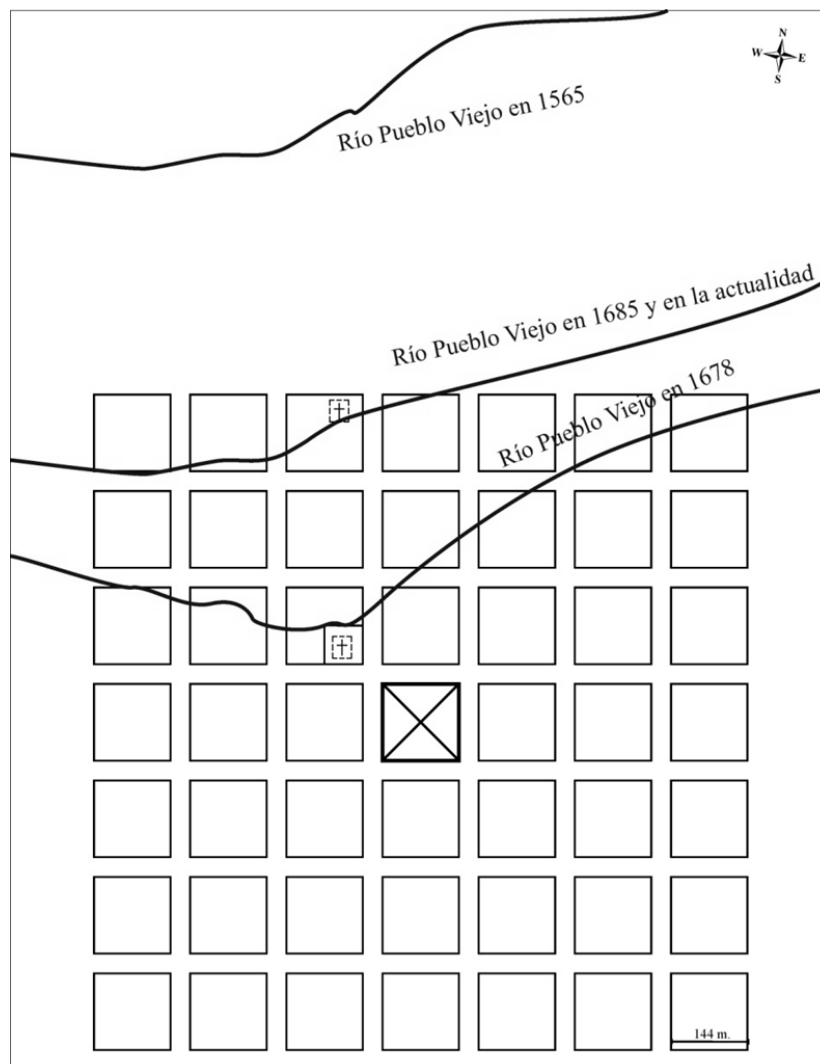 N
W E
S
Río Pueblo Viejo en 1565
Río Pueblo Viejo en 1685 y en la actualidad
Río Pueblo Viejo en 1678
144 m.